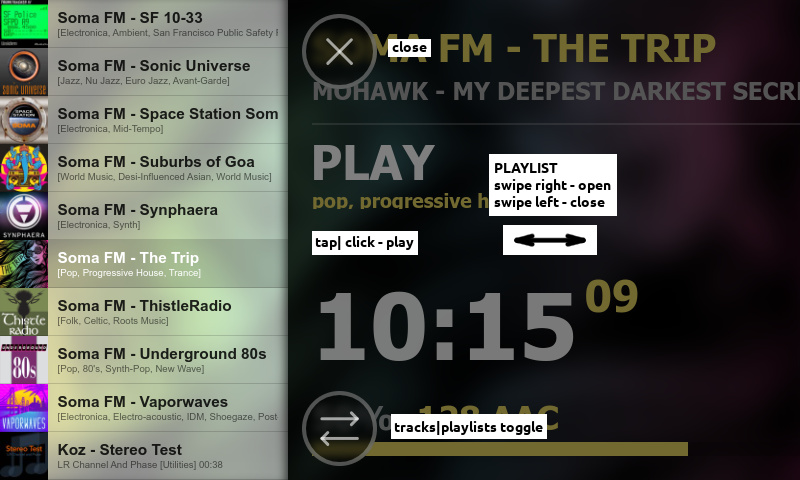 Soma FM - SF 10-33
[Electronica, Ambient, San Francisco Public Safety F
Soma FM - Sonic Universe
[Jazz, Nu Jazz, Euro Jazz, Avant-Garde]
SONIC UNIVERSE
Soma FM - Space Station Som
[Electronica, Mid-Tempo]
SPACE STATION
SOMA
Soma FM - Suburbs of Goa
[World Music, Desi-Influenced Asian, World Music]
Soma FM - Synphaera
[Electronica, Synth]
SYNPHAERA
Soma FM - The Trip
[Pop, Progressive House, Trance]
Soma FM - ThistleRadio
[Folk, Celtic, Roots Music]
Thistle
RADIO
Soma FM - Underground 80s
[Pop, 80's, Synth-Pop, New Wave]
80s
Soma FM - Vaporwaves
[Electronica, Electro-acoustic, IDM, Shoegaze, Post
VAPORWAVES
Koz - Stereo Test
LR Channel And Phase [Utilities] 00:38
Stereo Test
SOMA FM - THE TRIP
close
MOHAWK - MY DEEPEST DARKEST SECRE
PLAY
pop, progressive h
PLAYLIST
swipe right - open
swipe left - close
tap| click - play
10:15 09
% 128 AAC
tracks|playlists toggle